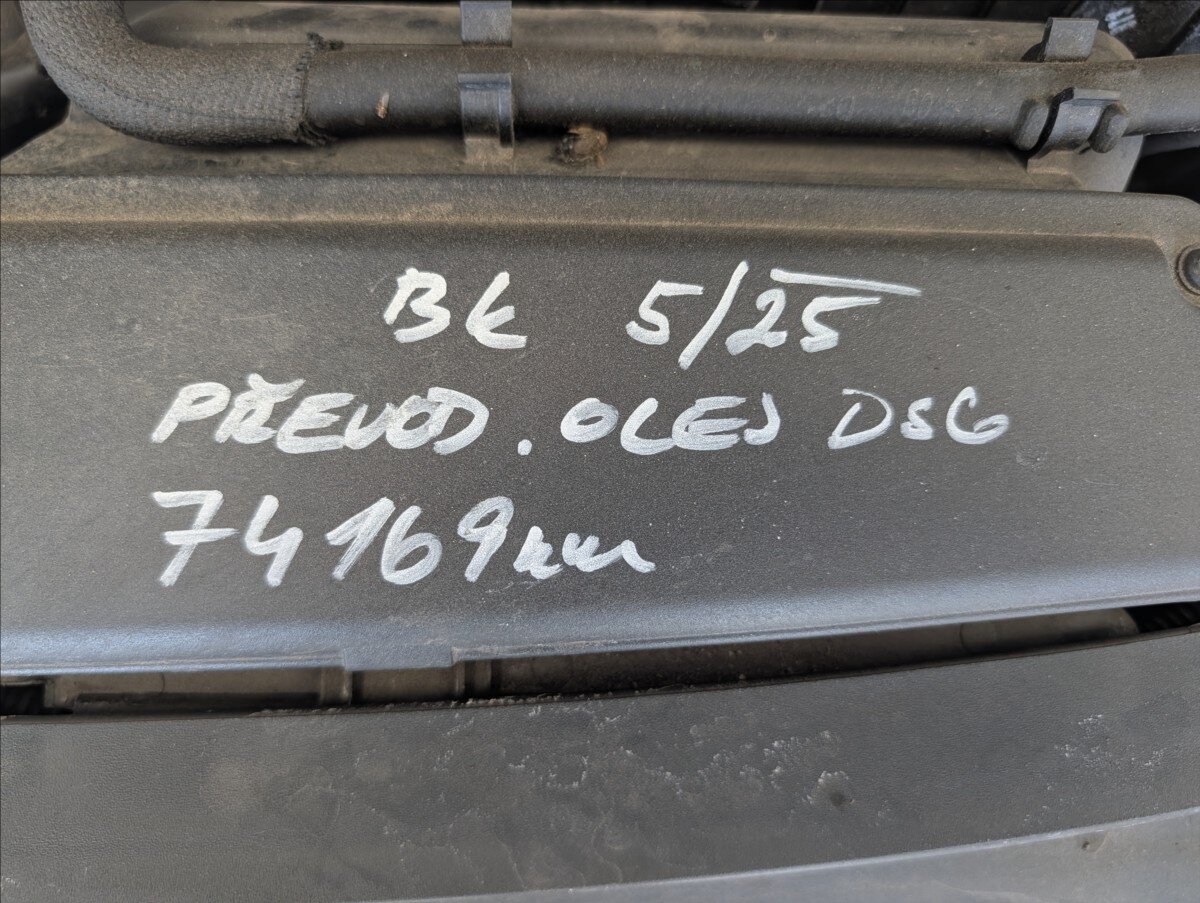 BK 5/25
PŘEVOD. OLEJ DSG
74169km